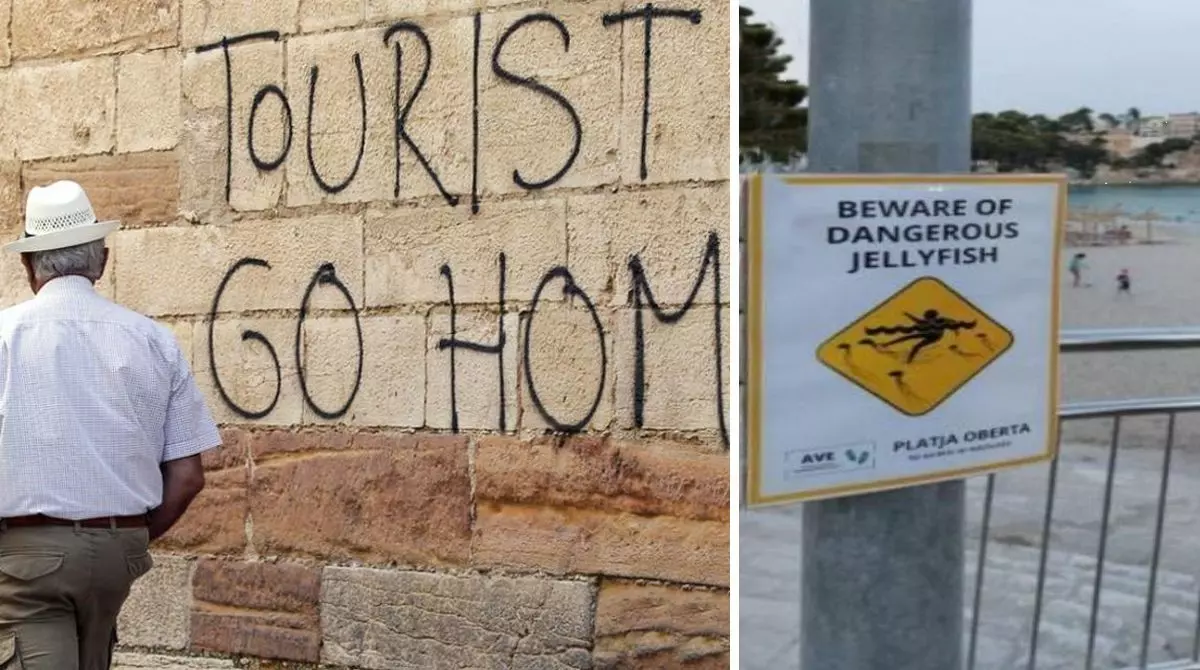 TOURIST
GO HOM
BEWARE OF
DANGEROUS
JELLYFISH
AVE
PLATJA OBERTA